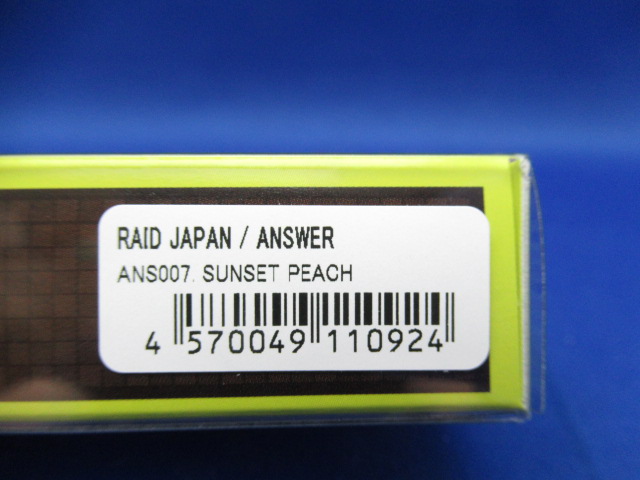 RAID JAPAN / ANSWER
ANS007. SUNSET PEACH
4 570049 110924